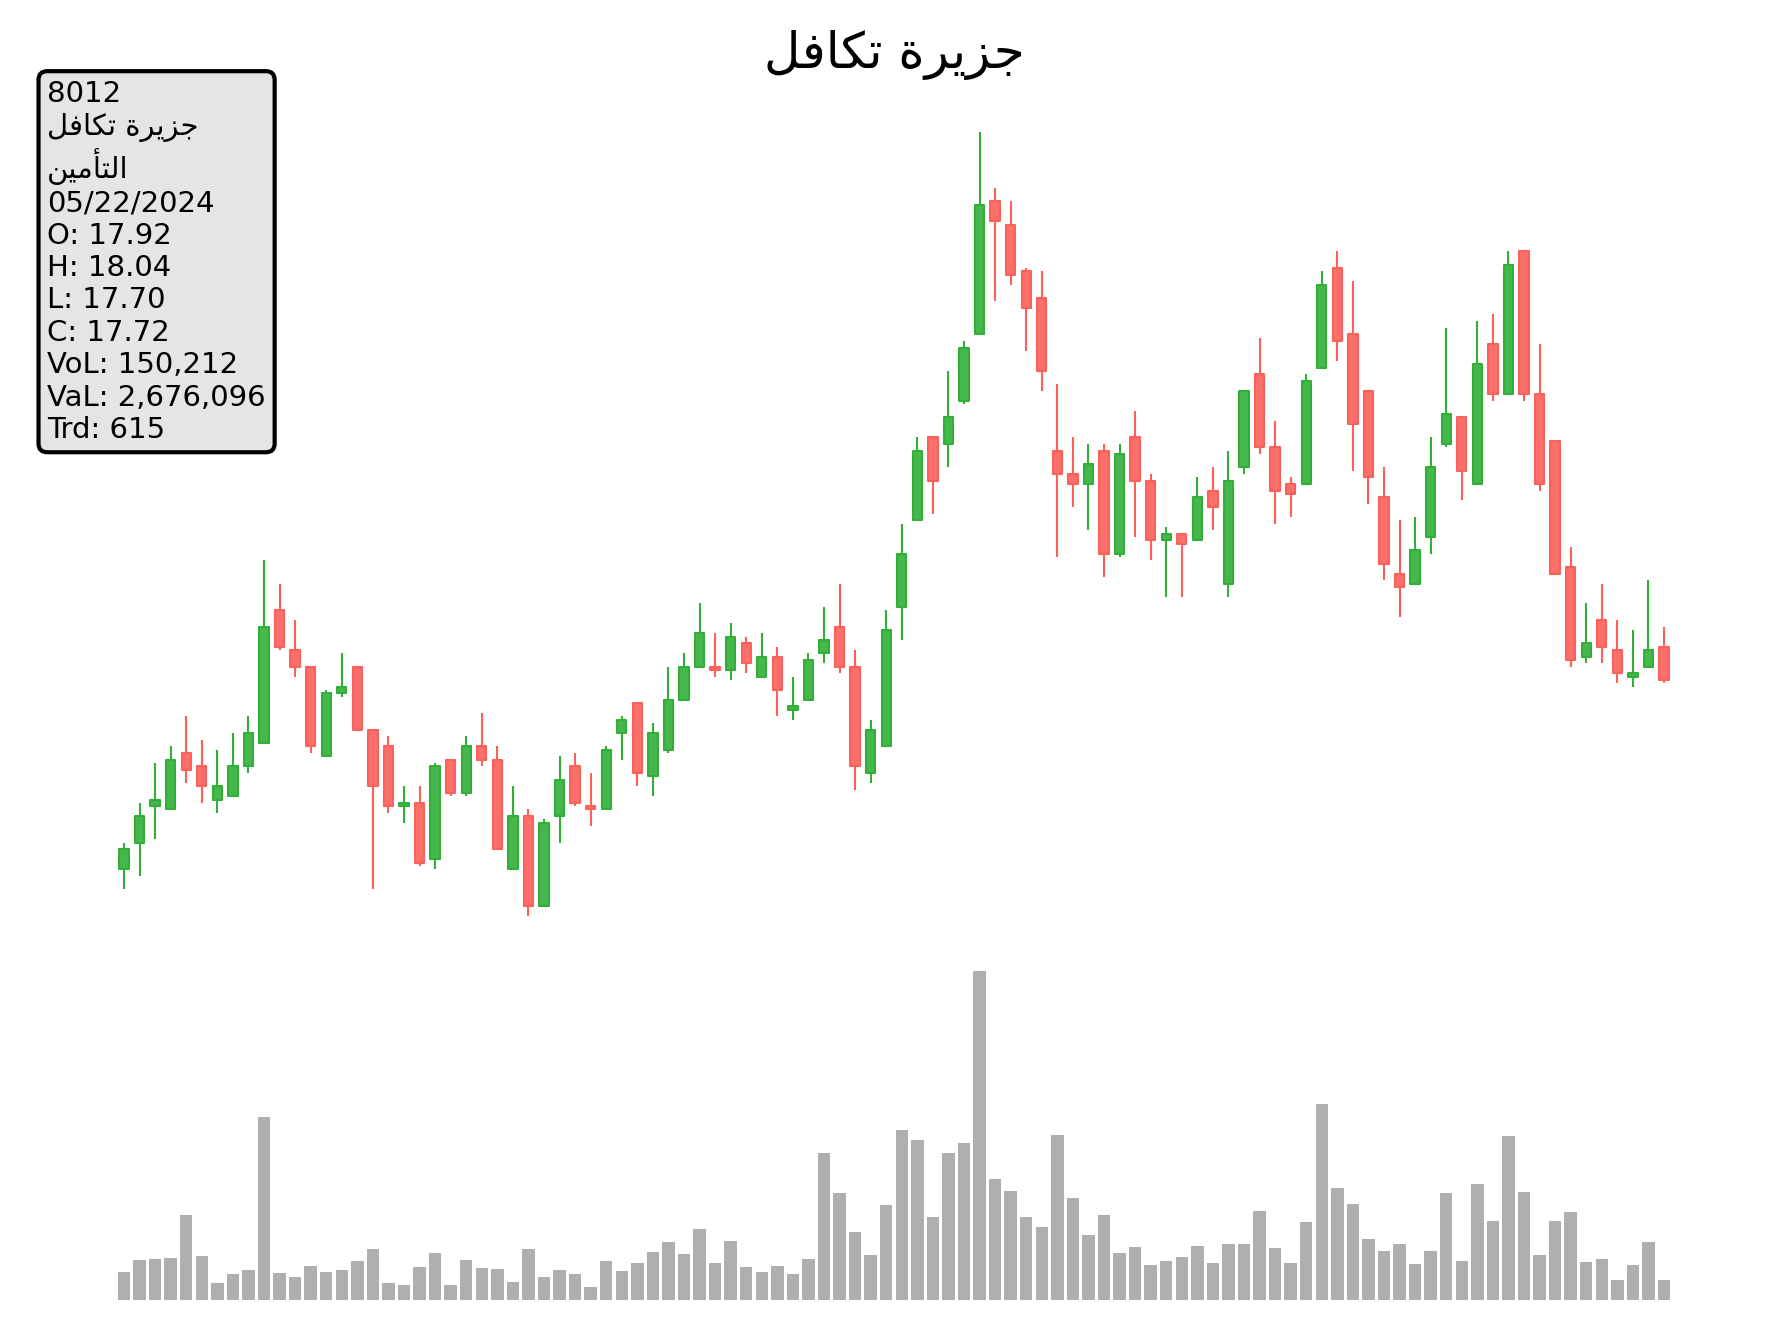 جزيرة تكافل
8012
جزيرة تكافل
التأمين
05/22/2024
O: 17.92
H: 18.04
L: 17.70
C: 17.72
VoL: 150,212
VaL: 2,676,096
Trd: 615